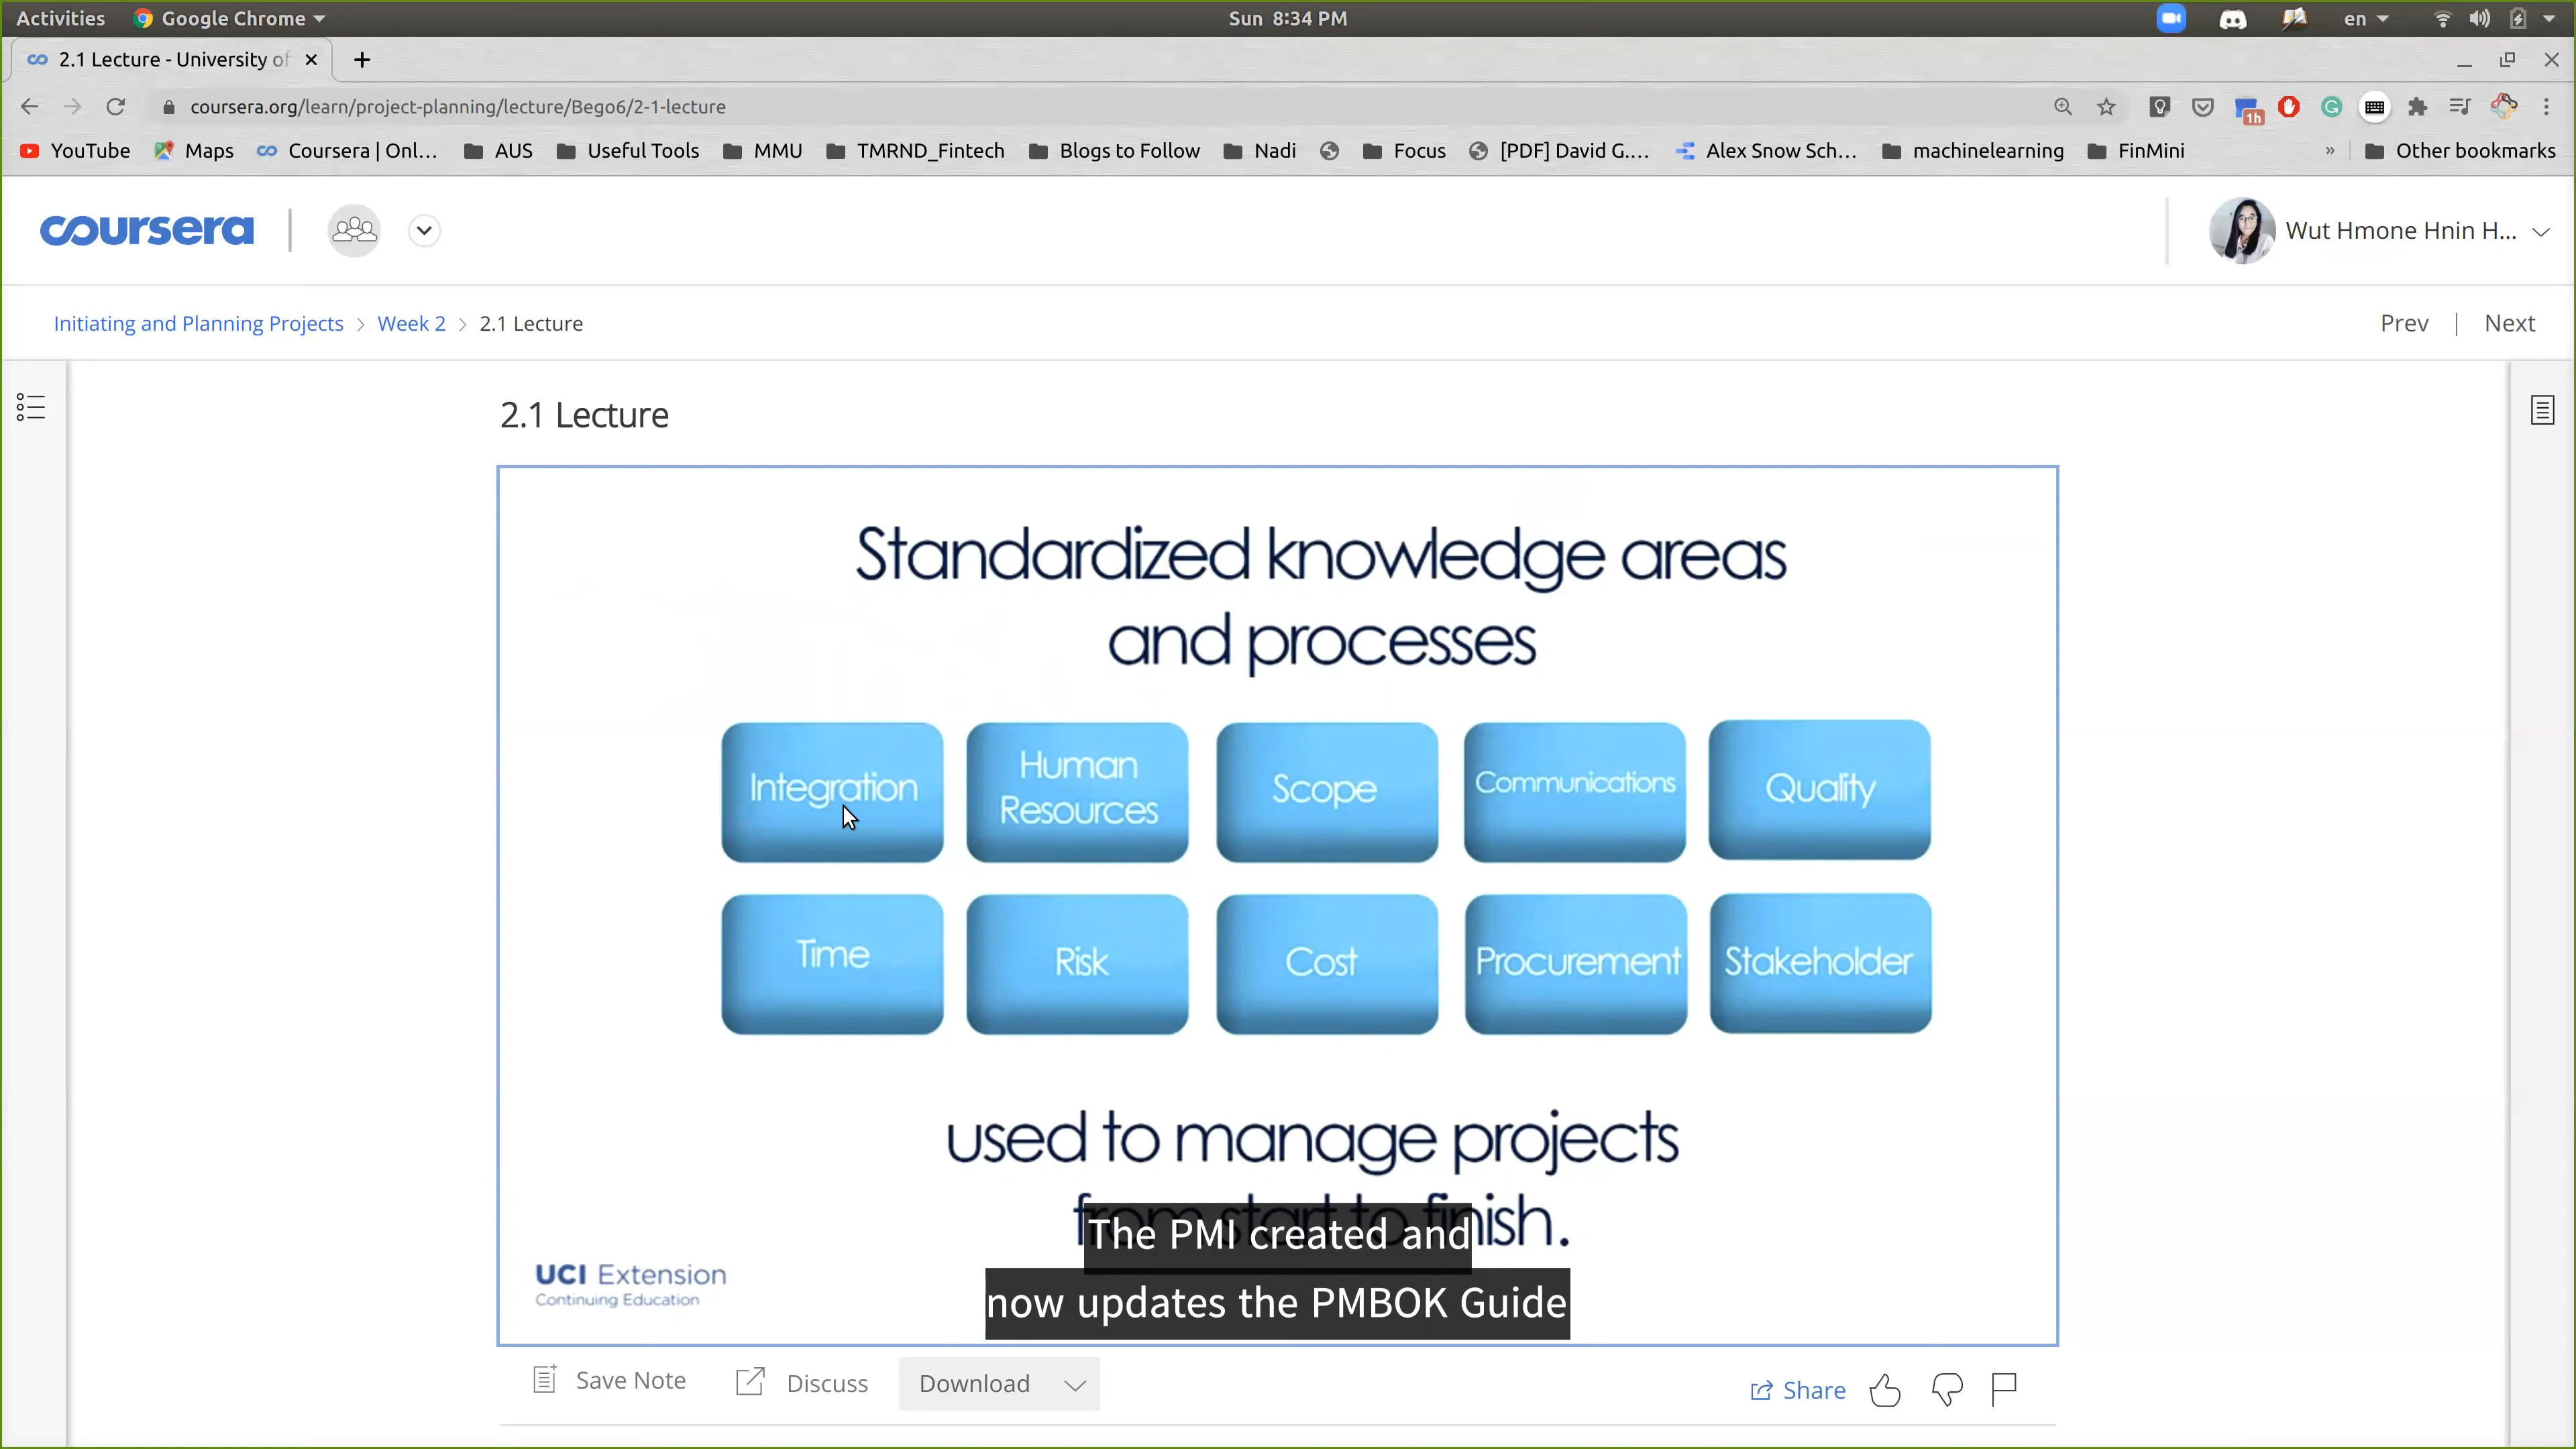 Activities Google Chrome Sun 8:34 PM en
2.1 Lecture - University of
coursera.org/learn/project-planning/lecture/Bego6/2-1-lecture 1h
YouTube Maps Coursera | Onl... AUS Useful Tools MMU TMRND_Fintech Blogs to Follow Nadi Focus [PDF] David G.... Alex Snow Sch... machinelearning FinMini » Other bookmarks
coursera Wut Hmone Hnin H...
Initiating and Planning Projects > Week 2 > 2.1 Lecture Prev | Next
2.1 Lecture
Standardized knowledge areas
and processes
Integration Human Resources Scope Communications Quality
Time Risk Cost Procurement Stakeholder
used to manage projects
from start to finish.
The PMI created and
now updates the PMBOK Guide
UCI Extension
Continuing Education
Save Note Discuss Download Share